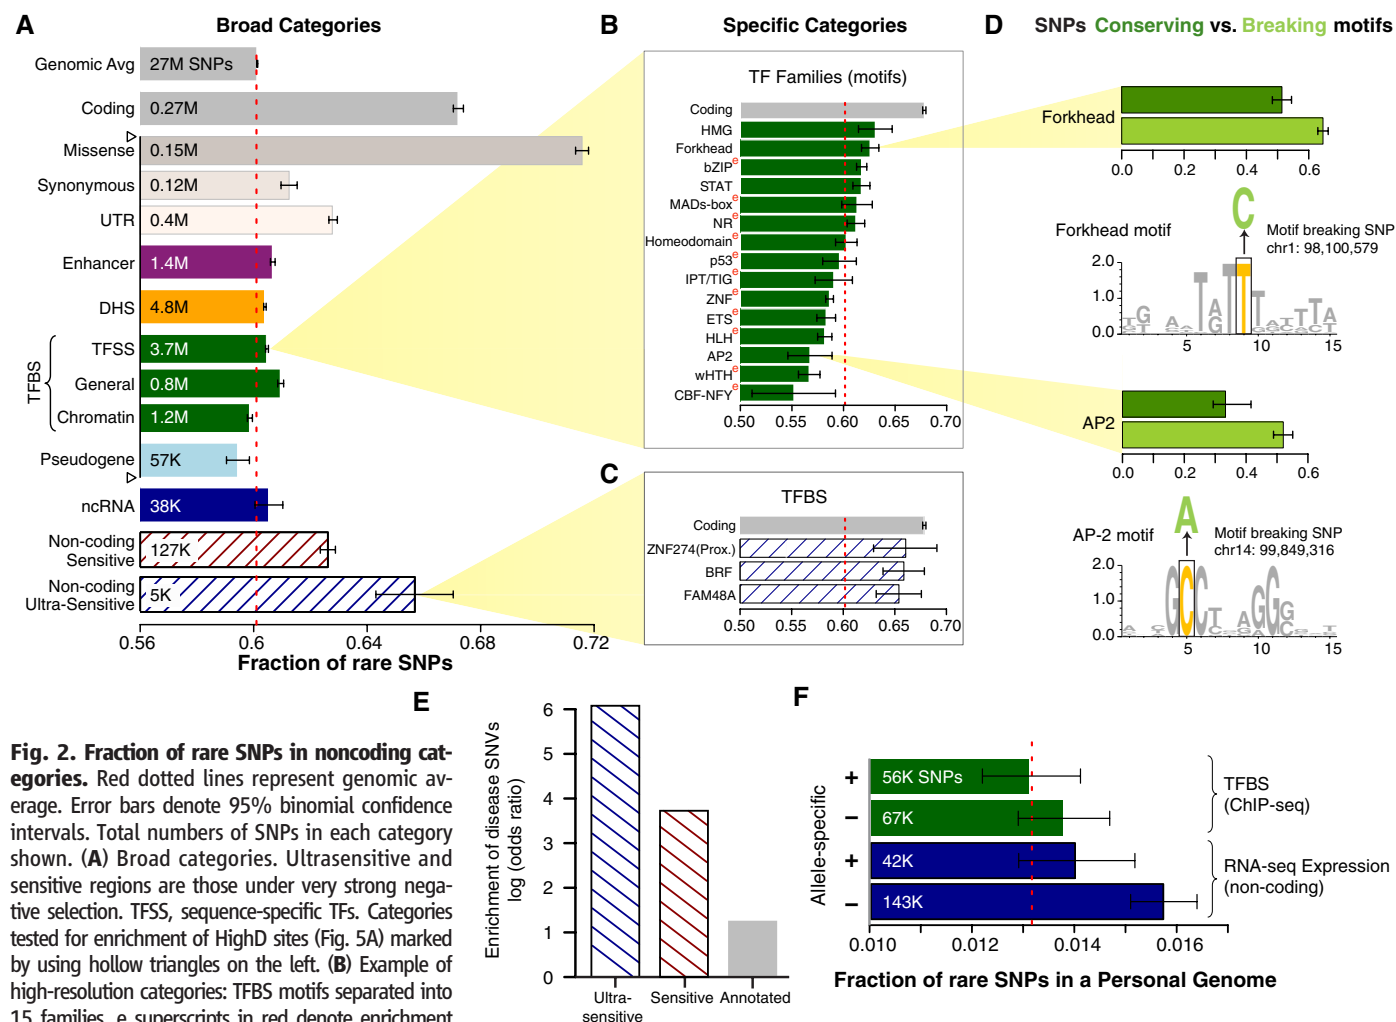 A
Broad Categories
Genomic Avg 27M SNPs
Coding 0.27M
Missense 0.15M
Synonymous 0.12M
UTR 0.4M
Enhancer 1.4M
DHS 4.8M
TFBS
TFSS 3.7M
General 0.8M
Chromatin 1.2M
Pseudogene 57K
ncRNA 38K
Non-coding
Sensitive 127K
Non-coding
Ultra-Sensitive 5K
0.56 0.6 0.64 0.68 0.72
Fraction of rare SNPs
B
Specific Categories
TF Families (motifs)
Coding
HMG
Forkhead
bZIP e
STAT
MADs-box e
NR e
Homeodomain e
p53 e
IPT/TIG e
ZNF e
ETS e
HLH e
AP2
wHTH e
CBF-NFY e
0.50 0.55 0.60 0.65 0.70
C
TFBS
Coding
ZNF274(Prox.)
BRF
FAM48A
0.50 0.55 0.60 0.65 0.70
D
SNPs Conserving vs. Breaking motifs
Forkhead
0.0 0.2 0.4 0.6
C
Forkhead motif
Motif breaking SNP
chr1: 98,100,579
2.0
1.0
0.0
5 10 15
AP2
0.0 0.2 0.4 0.6
A
AP-2 motif
Motif breaking SNP
chr14: 99,849,316
2.0
1.0
0.0
5 10 15
E
Enrichment of disease SNVs
log (odds ratio)
6
5
4
3
2
1
0
Ultra-
sensitive
Sensitive
Annotated
F
Allele-specific
+ 56K SNPs
− 67K
+ 42K
− 143K
TFBS
(ChIP-seq)
RNA-seq Expression
(non-coding)
0.010 0.012 0.014 0.016
Fraction of rare SNPs in a Personal Genome
Fig. 2. Fraction of rare SNPs in noncoding cat-
egories. Red dotted lines represent genomic av-
erage. Error bars denote 95% binomial confidence
intervals. Total numbers of SNPs in each category
shown. (A) Broad categories. Ultrasensitive and
sensitive regions are those under very strong nega-
tive selection. TFSS, sequence-specific TFs. Categories
tested for enrichment of HighD sites (Fig. 5A) marked
by using hollow triangles on the left. (B) Example of
high-resolution categories: TFBS motifs separated into
15 families. e superscripts in red denote enrichment